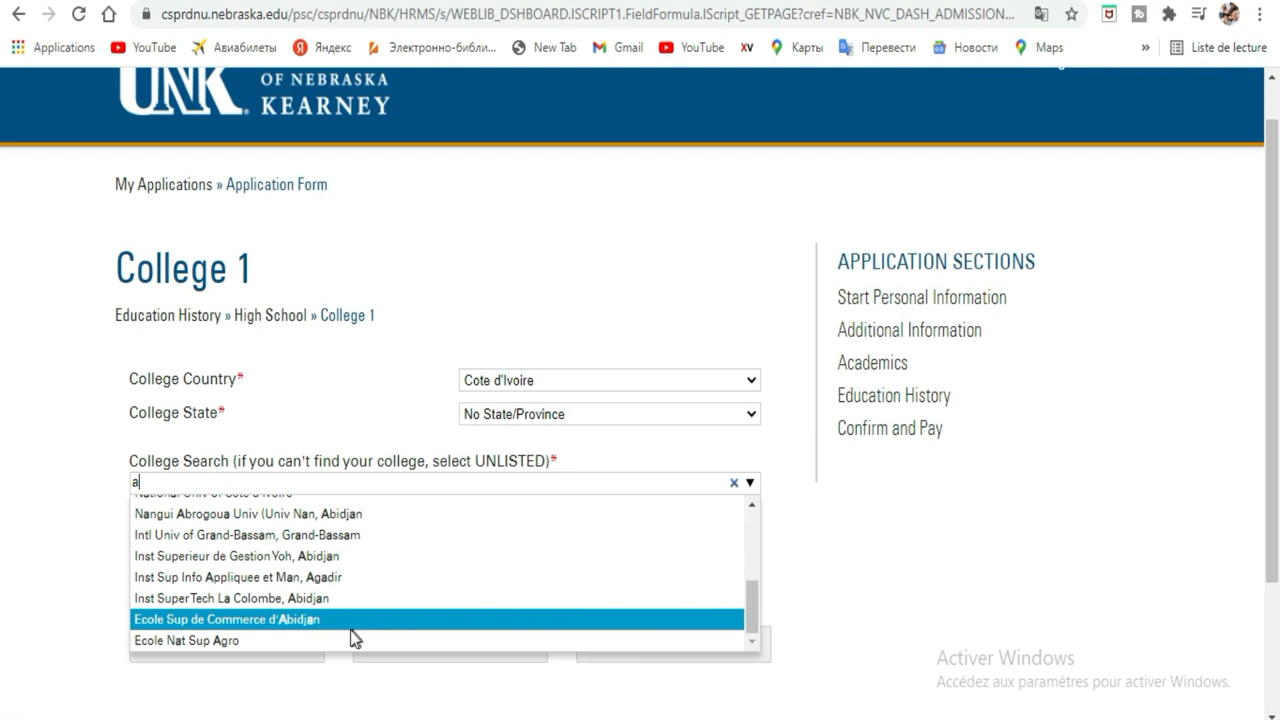 csprdnu.nebraska.edu/psc/csprdnu/NBK/HRMS/s/WEBLIB_DSHBOARD.ISCRIPT1.FieldFormula.IScript_GETPAGE?cref=NBK_NVC_DASH_ADMISSION...
Applications YouTube Авиабилеты Яндекс Электронно-библи... New Tab Gmail YouTube XV Карты Перевести Новости Maps » Liste de lecture
UNK OF NEBRASKA
KEARNEY
My Applications » Application Form
College 1
Education History » High School » College 1
College Country* Cote d'Ivoire
College State* No State/Province
College Search (if you can't find your college, select UNLISTED)*
a
Nangui Abrogoua Univ (Univ Nan, Abidjan
Intl Univ of Grand-Bassam, Grand-Bassam
Inst Superieur de Gestion Yoh, Abidjan
Inst Sup Info Appliquee et Man, Agadir
Inst SuperTech La Colombe, Abidjan
Ecole Sup de Commerce d'Abidjan
Ecole Nat Sup Agro
APPLICATION SECTIONS
Start Personal Information
Additional Information
Academics
Education History
Confirm and Pay
Activer Windows
Accédez aux paramètres pour activer Windows.